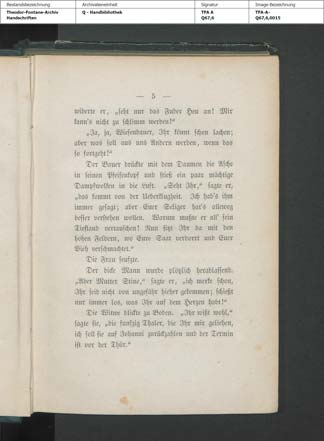 Bestandsbezeichnung
Archivalieneinheit
Signatur
Image-Bezeichnung
Theodor-Fontane-Archiv
Handschriften
Q - Handbibliothek
TFA A
Q67,6
TFA-A-
Q67,6,0015
— 5 —
widerte er, „seht nur das Fuder Heu an! Mir
kann's nicht zu schlimm werden!“
„Ja, ja, Wiesenbauer, Ihr könnt schon lachen;
aber was soll aus uns Andern werden, wenn das
so fortgeht!“
Der Bauer drückte mit dem Daumen die Asche
in seinen Pfeifenkopf und stieß ein paar mächtige
Dampfwolken in die Luft. „Seht Ihr,“ sagte er,
„das kommt von der Ueberklugheit. Ich hab's ihm
immer gesagt; aber Euer Seliger hat's alleweg
besser verstehen wollen. Warum mußte er all' sein
Tiefland vertauschen! Nun sitzt Ihr da mit den
hohen Feldern, wo Eure Saat verdorrt und Euer
Vieh verschmachtet.“
Die Frau seufzte.
Der dicke Mann wurde plötzlich herablassend.
„Aber Mutter Stine,“ sagte er, „ich merke schon,
Ihr seid nicht von ungefähr hieher gekommen; schießt
nur immer los, was Ihr auf dem Herzen habt!“
Die Witwe blickte zu Boden. „Ihr wißt wohl,“
sagte sie, „die funfzig Thaler, die Ihr mir geliehen,
ich soll sie auf Johanni zurückzahlen und der Termin
ist vor der Thür.“